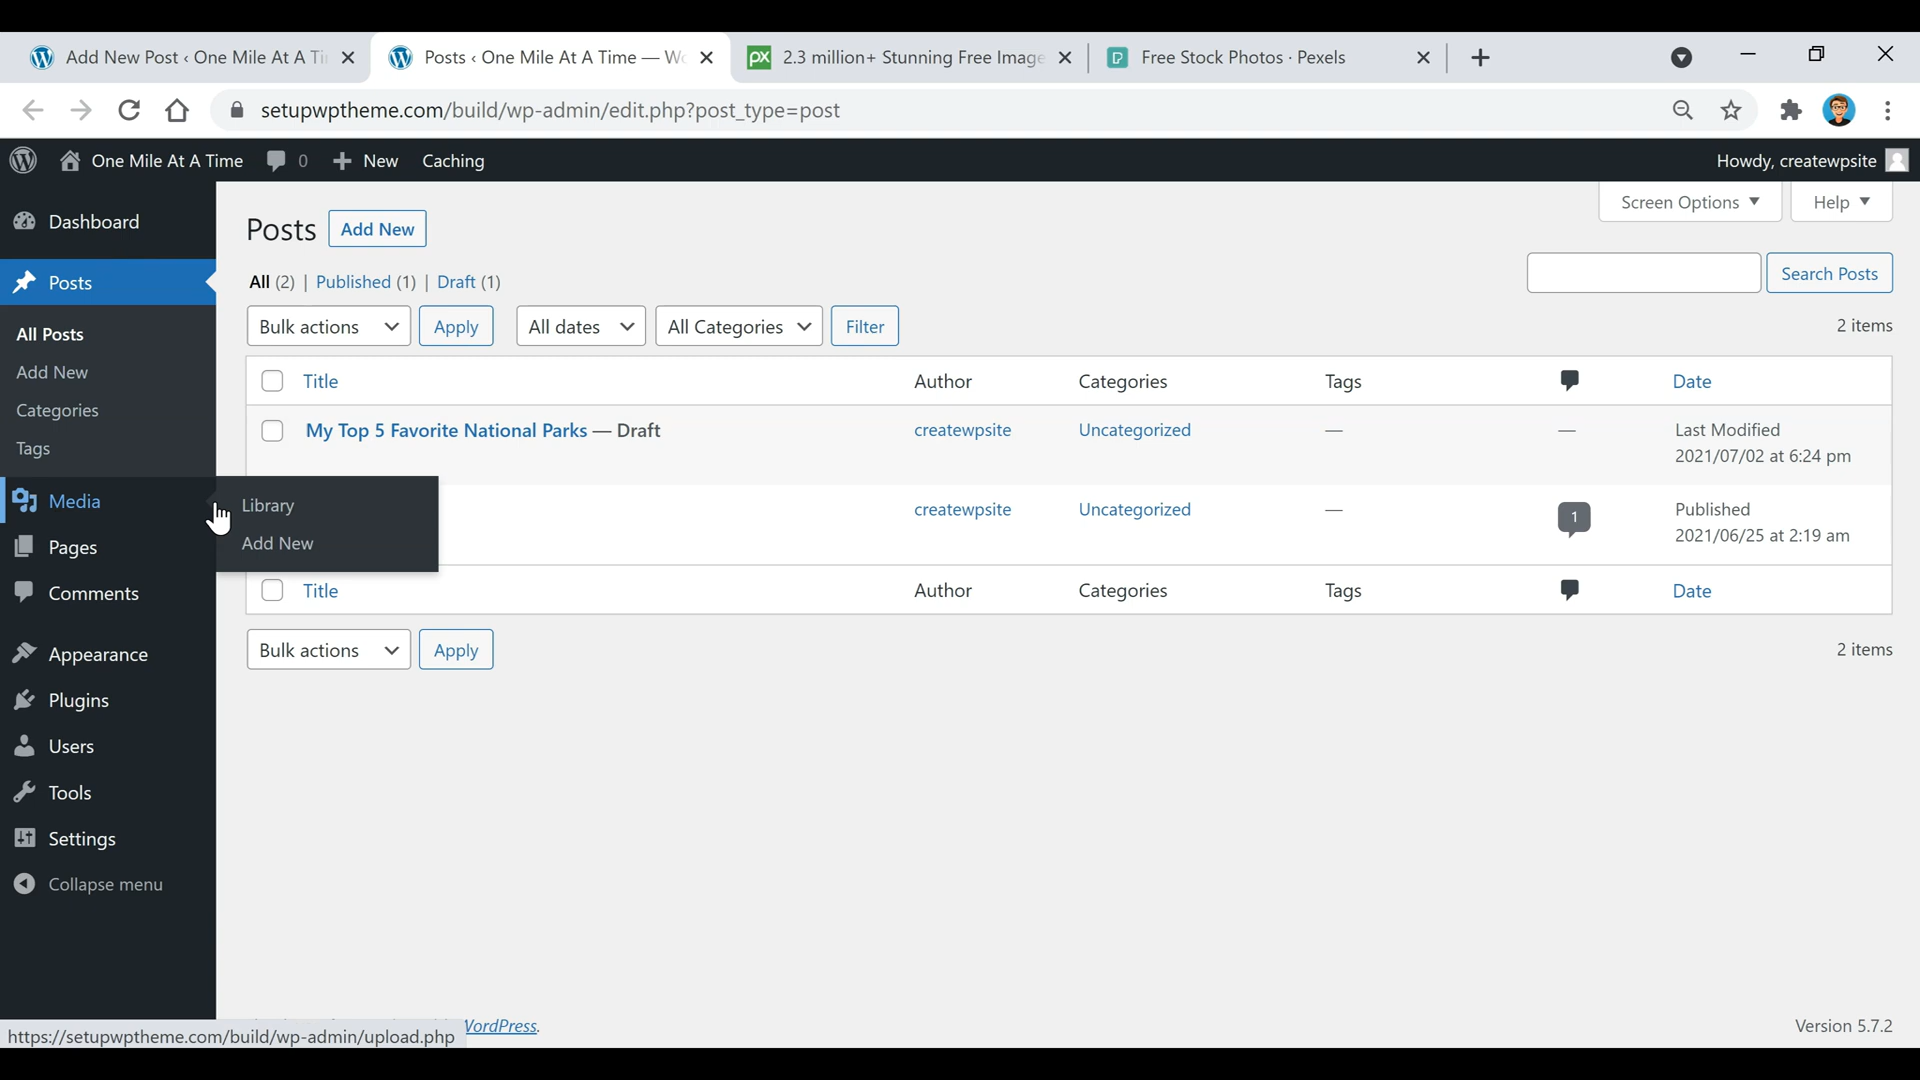 Add New Post ‹ One Mile At A Ti
Posts ‹ One Mile At A Time — Wo
2.3 million+ Stunning Free Image
Free Stock Photos · Pexels
setupwptheme.com/build/wp-admin/edit.php?post_type=post
One Mile At A Time 0 New Caching Howdy, createwpsite
Screen Options Help
Dashboard
Posts
All Posts
Add New
Categories
Tags
Media
Library
Add New
Pages
Comments
Appearance
Plugins
Users
Tools
Settings
Collapse menu
Posts Add New
All (2) | Published (1) | Draft (1)
Search Posts
Bulk actions Apply All dates All Categories Filter 2 items
Title Author Categories Tags Date
My Top 5 Favorite National Parks — Draft createwpsite Uncategorized — — Last Modified
2021/07/02 at 6:24 pm
createwpsite Uncategorized — 1 Published
2021/06/25 at 2:19 am
Title Author Categories Tags Date
Bulk actions Apply 2 items
WordPress. Version 5.7.2
https://setupwptheme.com/build/wp-admin/upload.php